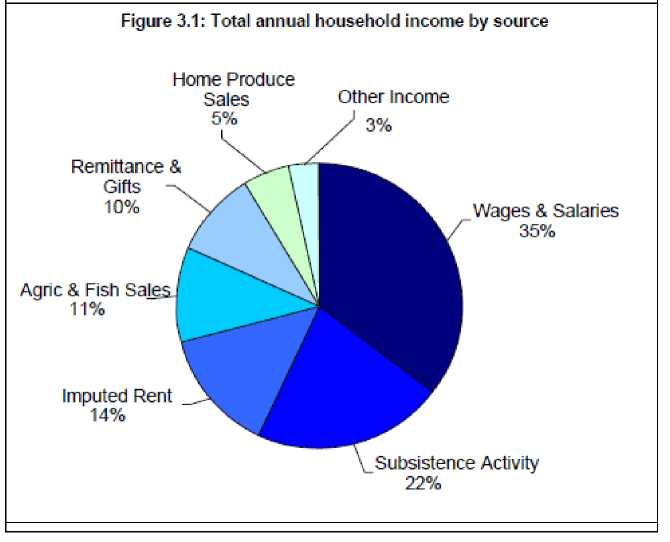 Figure 3.1: Total annual household income by source
Home Produce
Sales
5%
Other Income
3%
Remittance &
Gifts
10%
Wages & Salaries
35%
Agric & Fish Sales
11%
Imputed Rent
14%
Subsistence Activity
22%